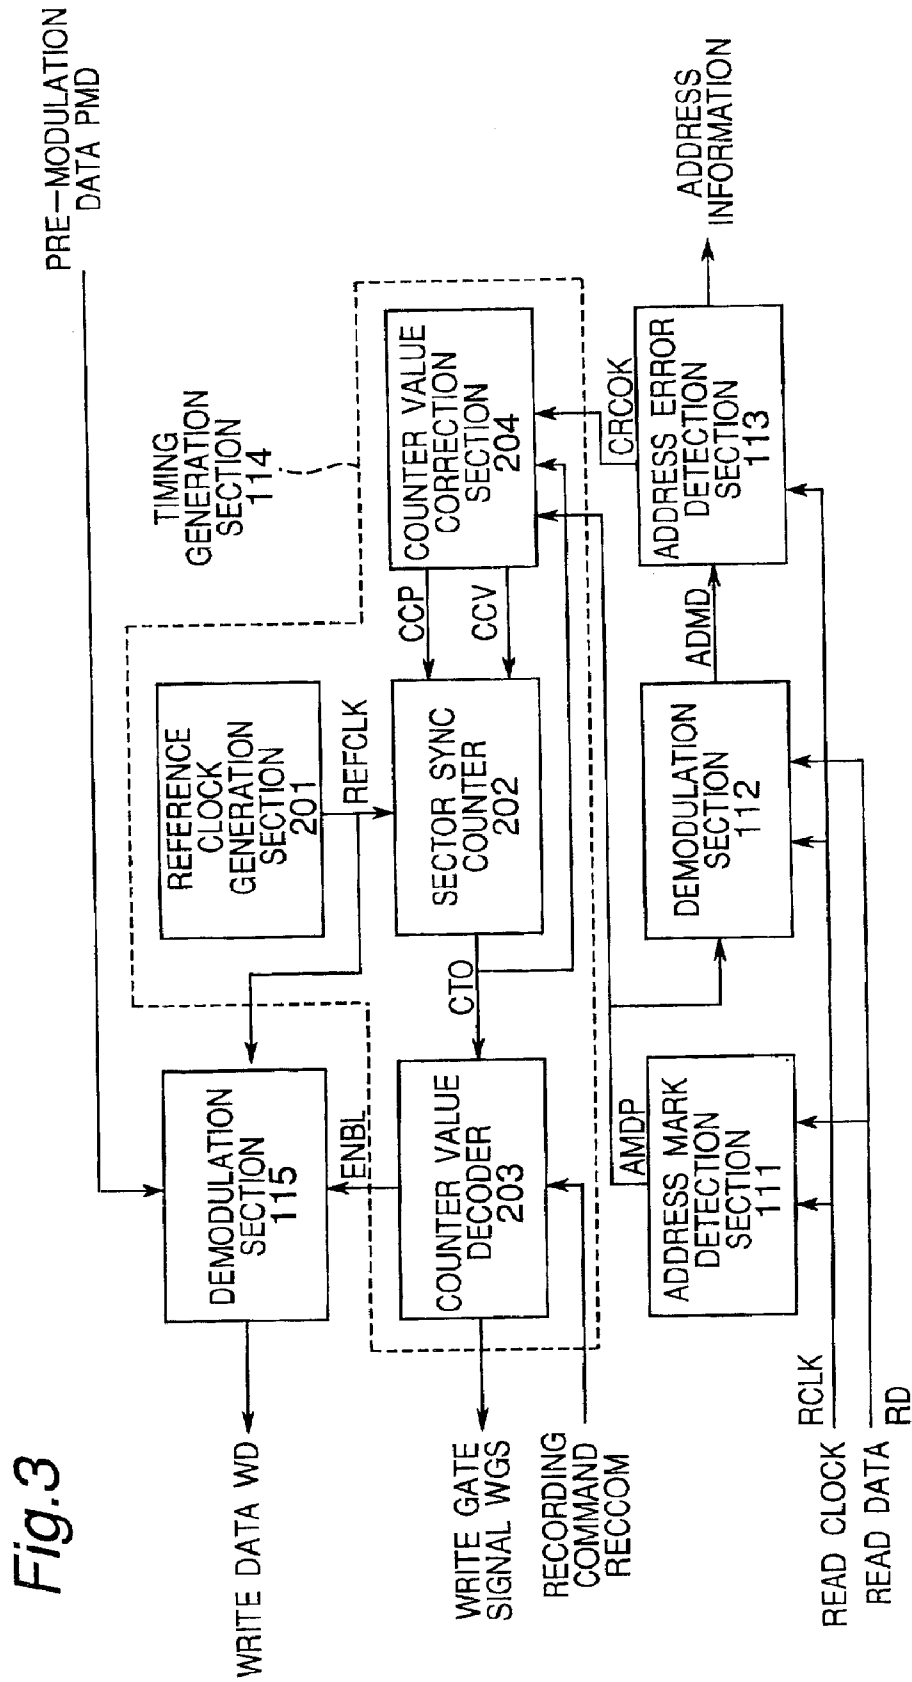 Fig.3
PRE-MODULATION
DATA PMD
TIMING
GENERATION
SECTION
114
REFERENCE
CLOCK
GENERATION
SECTION
201
REFCLK
DEMODULATION
SECTION
115
WRITE DATA WD
ENBL
COUNTER VALUE
DECODER
203
CTO
SECTOR SYNC
COUNTER
202
CCP
CCV
COUNTER VALUE
CORRECTION
SECTION
204
WRITE GATE
SIGNAL WGS
RECORDING
COMMAND
RECCOM
AMDP
ADDRESS MARK
DETECTION
SECTION
111
DEMODULATION
SECTION
112
ADMD
CRCOK
ADDRESS ERROR
DETECTION
SECTION
113
ADDRESS
INFORMATION
READ CLOCK
RCLK
READ DATA
RD